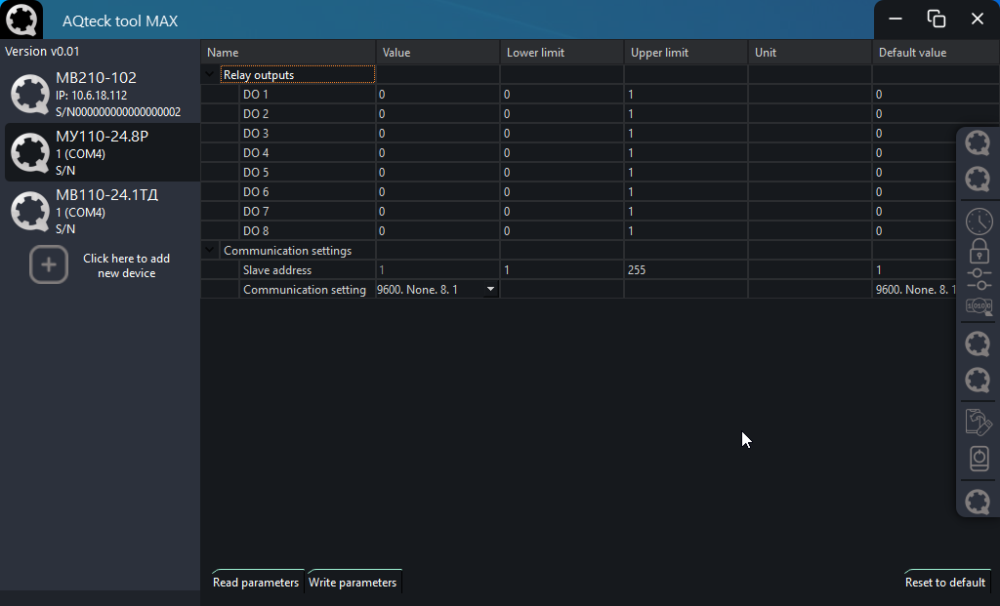 AQteck tool MAX
Version v0.01
МВ210-102
IP: 10.6.18.112
S/N000000000000000002
МУ110-24.8Р
1 (COM4)
S/N
МВ110-24.1ТД
1 (COM4)
S/N
Click here to add
new device
Name Value Lower limit Upper limit Unit Default value
Relay outputs
DO 1 0 0 1 0
DO 2 0 0 1 0
DO 3 0 0 1 0
DO 4 0 0 1 0
DO 5 0 0 1 0
DO 6 0 0 1 0
DO 7 0 0 1 0
DO 8 0 0 1 0
Communication settings
Slave address 1 1 255 1
Communication setting 9600. None. 8. 1 9600. None. 8. 1
Read parameters Write parameters Reset to default